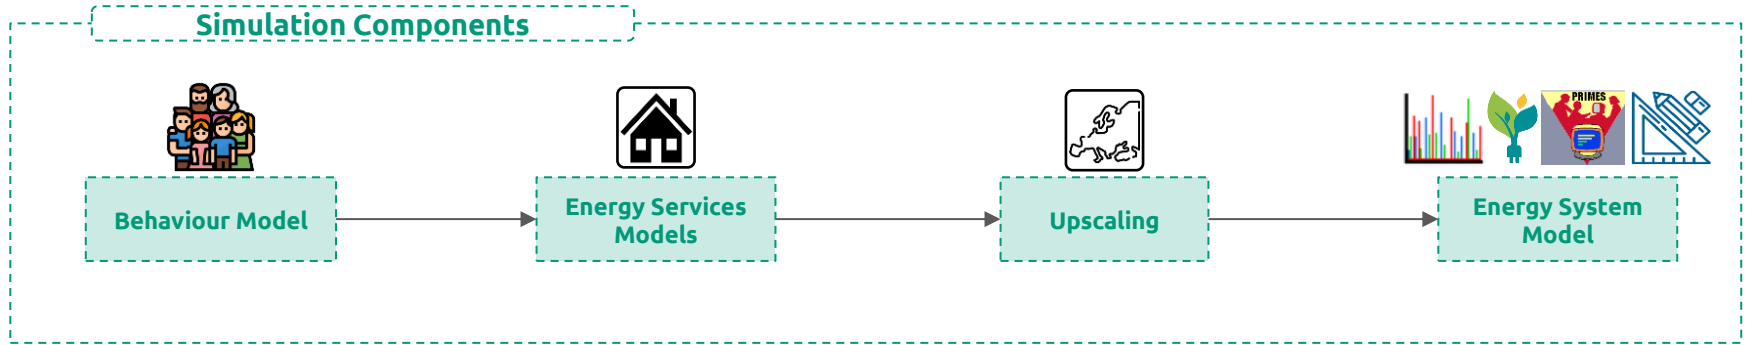 Simulation Components
PRIMES
Behaviour Model
Energy Services
Models
Upscaling
Energy System
Model